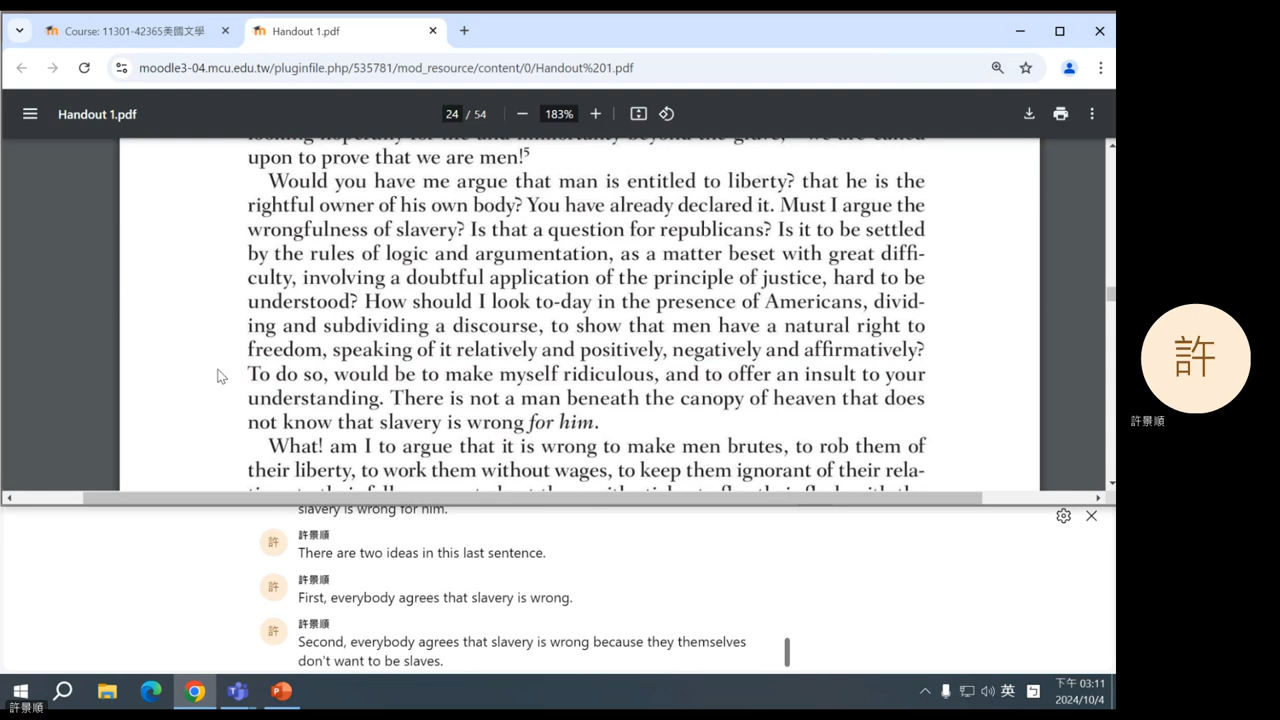 Course: 11301-42365美國文學
Handout 1.pdf
moodle3-04.mcu.edu.tw/pluginfile.php/535781/mod_resource/content/0/Handout%201.pdf
Handout 1.pdf
24 / 54
183%
upon to prove that we are men!5
Would you have me argue that man is entitled to liberty? that he is the
rightful owner of his own body? You have already declared it. Must I argue the
wrongfulness of slavery? Is that a question for republicans? Is it to be settled
by the rules of logic and argumentation, as a matter beset with great diffi-
culty, involving a doubtful application of the principle of justice, hard to be
understood? How should I look to-day in the presence of Americans, divid-
ing and subdividing a discourse, to show that men have a natural right to
freedom, speaking of it relatively and positively, negatively and affirmatively?
To do so, would be to make myself ridiculous, and to offer an insult to your
understanding. There is not a man beneath the canopy of heaven that does
not know that slavery is wrong for him.
What! am I to argue that it is wrong to make men brutes, to rob them of
their liberty, to work them without wages, to keep them ignorant of their rela-
slavery is wrong for him.
許
許景順
There are two ideas in this last sentence.
許
許景順
First, everybody agrees that slavery is wrong.
許
許景順
Second, everybody agrees that slavery is wrong because they themselves
don't want to be slaves.
許
許景順
英
下午 03:11
2024/10/4
許景順